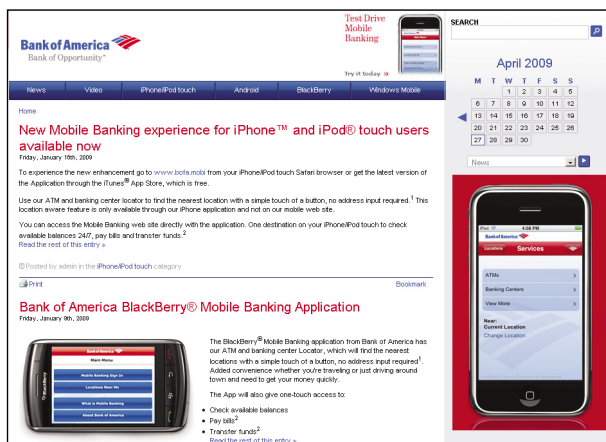 Bank of America
Bank of Opportunity™
Test Drive
Mobile
Banking
Try it today »
SEARCH
News Video iPhone/iPod touch Android BlackBerry Windows Mobile
Home
New Mobile Banking experience for iPhone™ and iPod® touch users
available now
Friday, January 16th, 2009
To experience the new enhancement go to www.bofa.mobi from your iPhone/iPod touch Safari browser or get the latest version of
the Application through the iTunes® App Store, which is free.
Use our ATM and banking center locator to find the nearest location with a simple touch of a button, no address input required.¹ This
location aware feature is only available through our iPhone application and not on our mobile web site.
You can access the Mobile Banking web site directly with the application. One destination on your iPhone/iPod touch to check
available balances 24/7, pay bills and transfer funds.²
Read the rest of this entry »
Posted by admin in the iPhone/iPod touch category
Print Bookmark
Bank of America BlackBerry® Mobile Banking Application
Friday, January 9th, 2009
BlackBerry
Bank of America
Main Menu
Mobile Banking Sign In
Locations Near Me
What is Mobile Banking
About Bank of America
The BlackBerry® Mobile Banking application from Bank of America has
our ATM and banking center Locator, which will find the nearest
locations with a simple touch of a button, no address input required¹.
Added convenience whether you're traveling or just driving around
town and need to get your money quickly.
The App will also give one-touch access to:
• Check available balances
• Pay bills²
• Transfer funds²
Read the rest of this entry »
April 2009
M T W T F S S
1 2 3 4 5
6 7 8 9 10 11 12
13 14 15 16 17 18 19
20 21 22 23 24 25 26
27 28 29 30
News
iPod 4:58 PM
Bank of America
Locations Services
ATMs
Banking Centers
View More
Near:
Current Location
Change Location